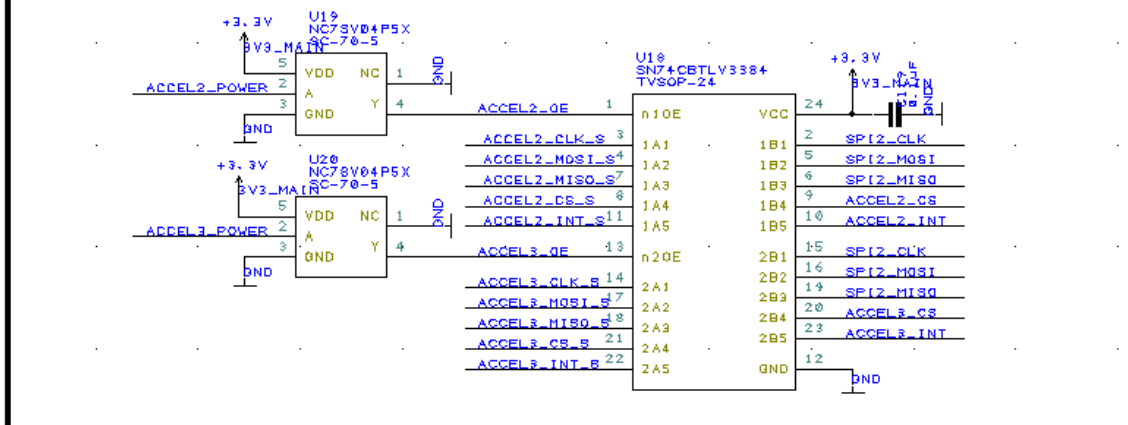 +3.3V
3V3_MAIN
U19
NC7SV04P5X
SC-70-5
5
VDD
NC
1
GND
ACCEL2_POWER
2
A
3
GND
Y
4
GND
ACCEL2_OE
+3.3V
3V3_MAIN
U20
NC7SV04P5X
SC-70-5
5
VDD
NC
1
GND
ACCEL3_POWER
2
A
3
GND
Y
4
GND
ACCEL3_OE
U18
SN74CBTLV3384
TVSOP-24
+3.3V
3V3_MAIN
0.1uF
GND
1
n1OE
VCC
24
ACCEL2_CLK_S
3
1A1
1B1
2
SPI2_CLK
ACCEL2_MOSI_S
4
1A2
1B2
5
SPI2_MOSI
ACCEL2_MISO_S
7
1A3
1B3
6
SPI2_MISO
ACCEL2_CS_S
8
1A4
1B4
9
ACCEL2_CS
ACCEL2_INT_S
11
1A5
1B5
10
ACCEL2_INT
13
n2OE
2B1
15
SPI2_CLK
ACCEL3_CLK_S
14
2A1
2B2
16
SPI2_MOSI
ACCEL3_MOSI_S
17
2A2
2B3
19
SPI2_MISO
ACCEL3_MISO_S
18
2A3
2B4
20
ACCEL3_CS
ACCEL3_CS_S
21
2A4
2B5
23
ACCEL3_INT
ACCEL3_INT_S
22
2A5
GND
12
GND